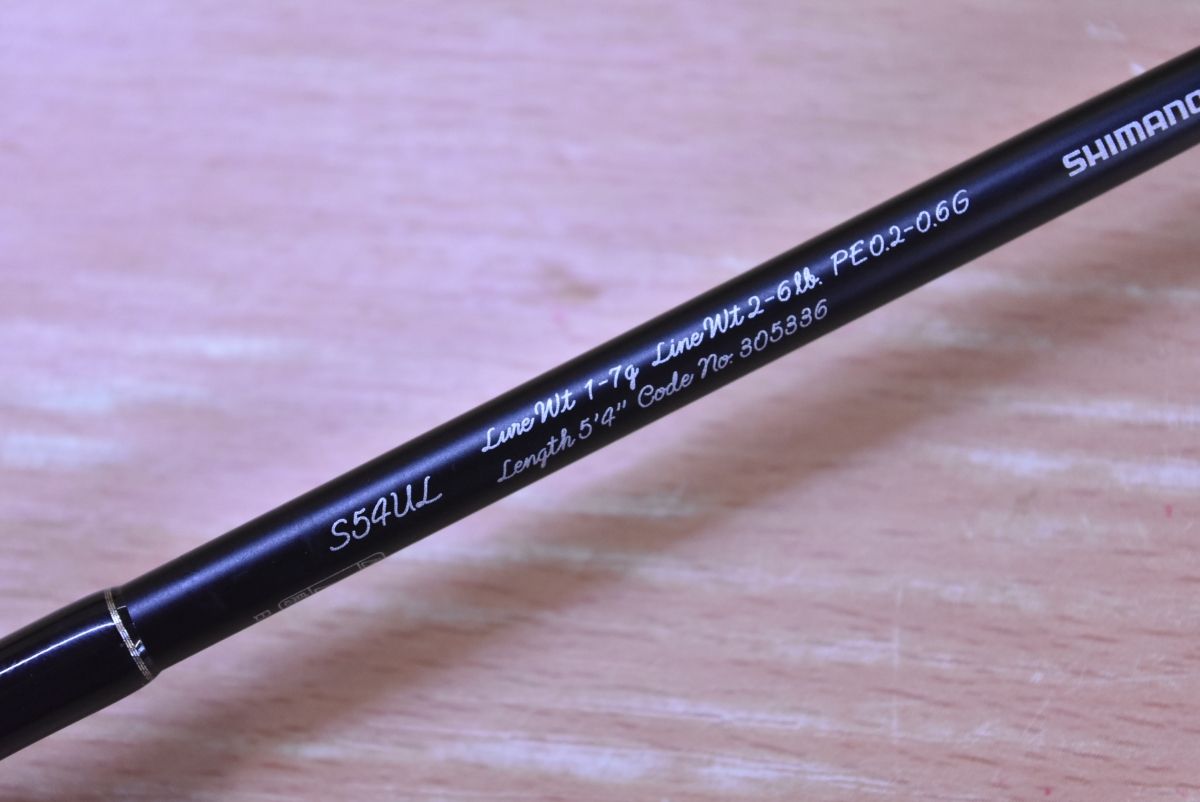 S54UL
Lure Wt 1-7g Line Wt 2-6lb. PE0.2-0.6G
Length 5'4" Code No. 305336
SHIMANO